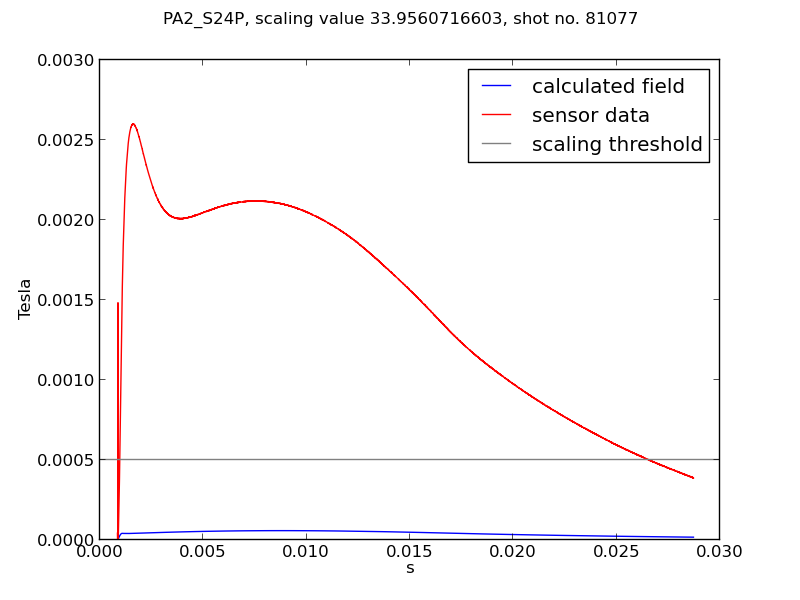 PA2_S24P, scaling value 33.9560716603, shot no. 81077
calculated field
sensor data
scaling threshold
0.0030
0.0025
0.0020
0.0015
0.0010
0.0005
0.0000
Tesla
0.000
0.005
0.010
0.015
0.020
0.025
0.030
s